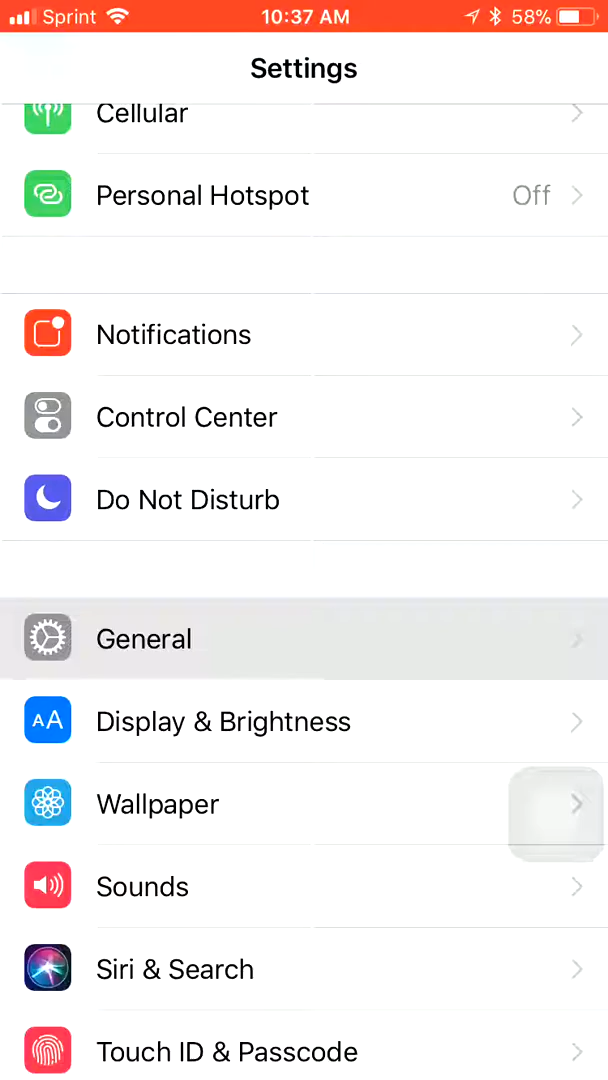 Sprint 10:37 AM 58%
Settings
Cellular
Personal Hotspot Off
Notifications
Control Center
Do Not Disturb
General
AA Display & Brightness
Wallpaper
Sounds
Siri & Search
Touch ID & Passcode